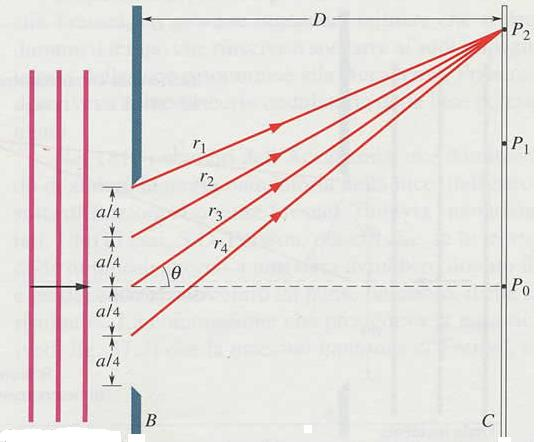 D
P₂
r₁
P₁
r₂
a/4
r₃
r₄
a/4
θ
P₀
a/4
a/4
B
C